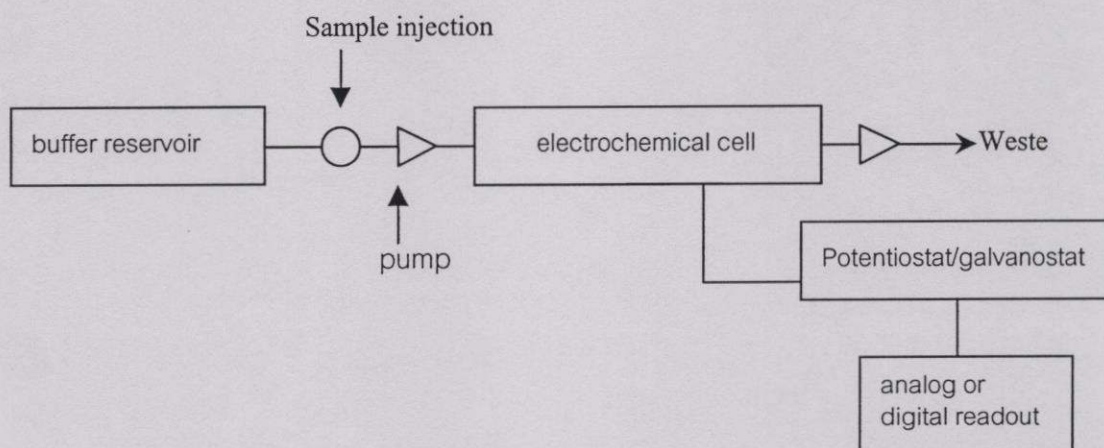 Sample injection
buffer reservoir
electrochemical cell
Weste
pump
Potentiostat/galvanostat
analog or
digital readout